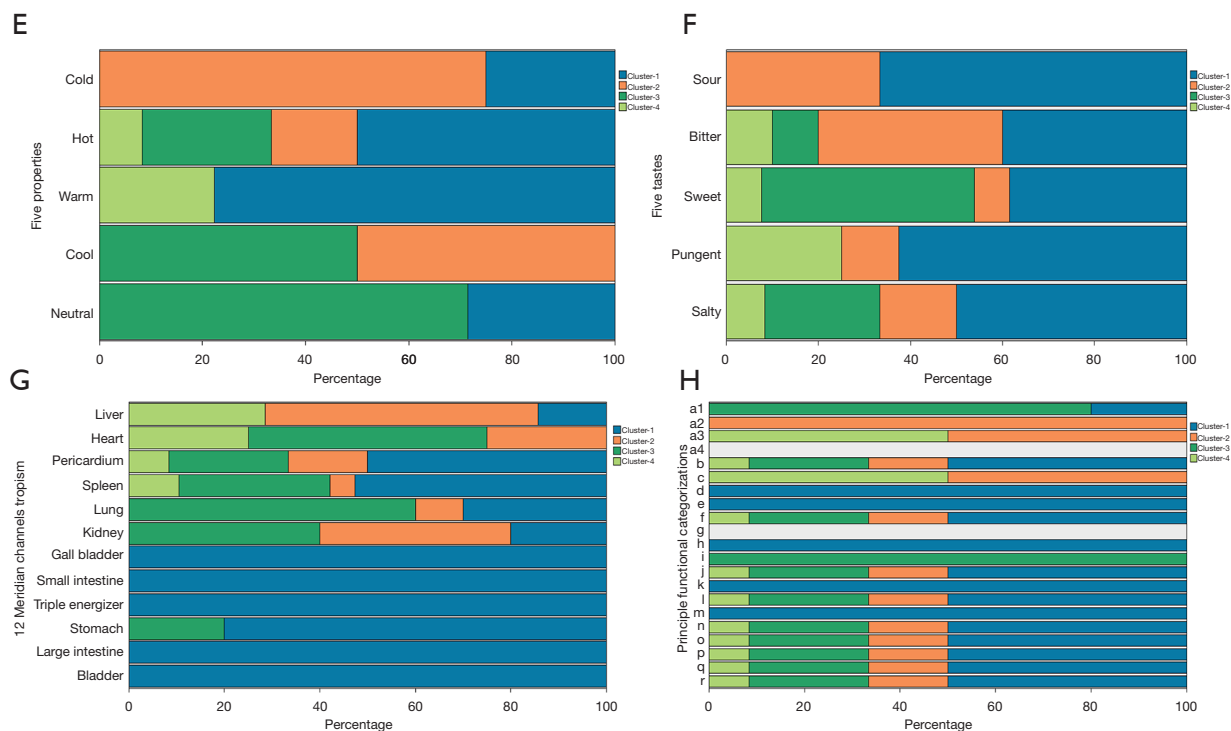 E
Five properties
Cold
Hot
Warm
Cool
Neutral
0 20 40 60 80 100
Percentage
Cluster-1
Cluster-2
Cluster-3
Cluster-4
F
Five tastes
Sour
Bitter
Sweet
Pungent
Salty
0 20 40 60 80 100
Percentage
Cluster-1
Cluster-2
Cluster-3
Cluster-4
G
12 Meridian channels tropism
Liver
Heart
Pericardium
Spleen
Lung
Kidney
Gall bladder
Small intestine
Triple energizer
Stomach
Large intestine
Bladder
0 20 40 60 80 100
Percentage
Cluster-1
Cluster-2
Cluster-3
Cluster-4
H
Principle functional categorizations
a1
a2
a3
a4
b
c
d
e
f
g
h
i
j
k
l
m
n
o
p
q
r
0 20 40 60 80 100
Percentage
Cluster-1
Cluster-2
Cluster-3
Cluster-4